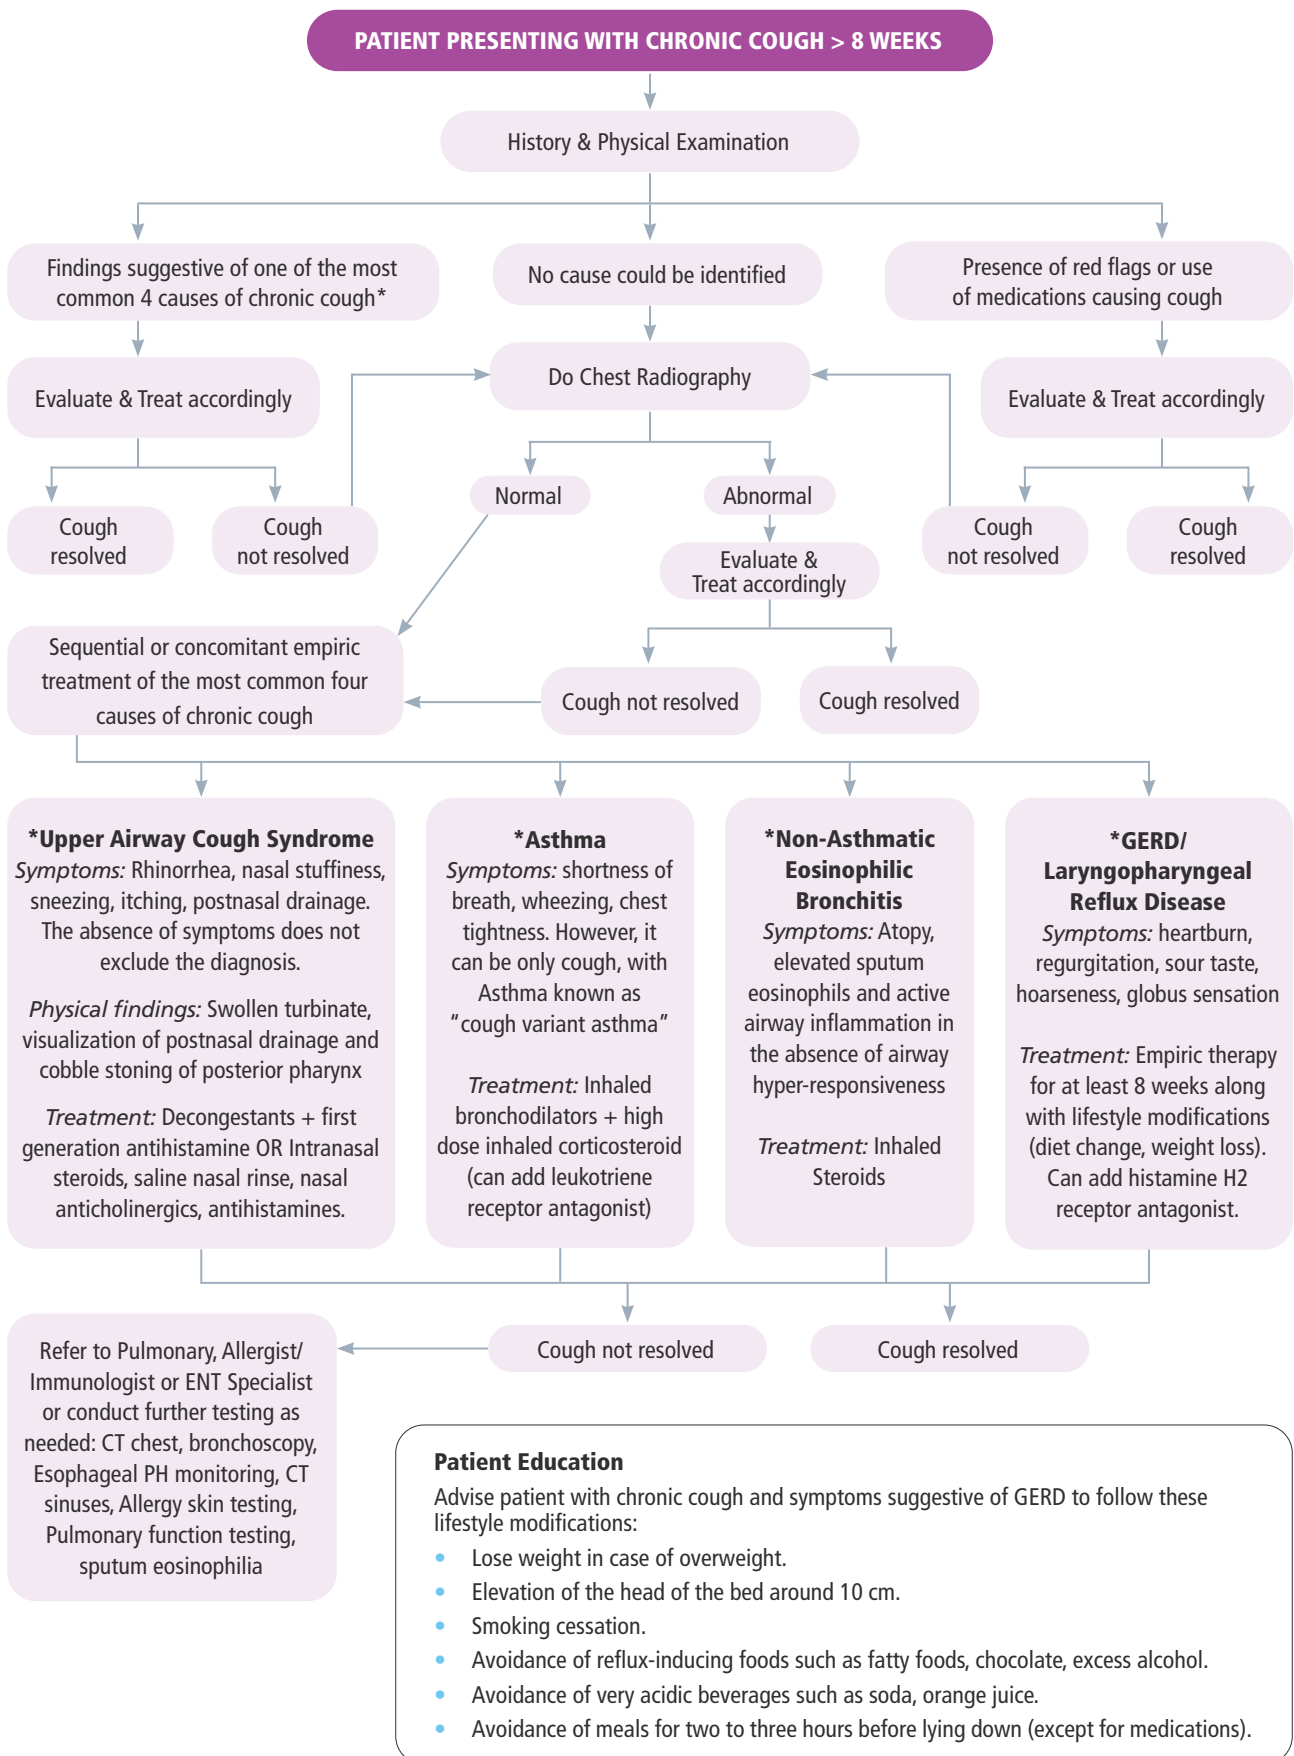 PATIENT PRESENTING WITH CHRONIC COUGH > 8 WEEKS
History & Physical Examination
Findings suggestive of one of the most
common 4 causes of chronic cough*
No cause could be identified
Presence of red flags or use
of medications causing cough
Evaluate & Treat accordingly
Do Chest Radiography
Evaluate & Treat accordingly
Cough
resolved
Cough
not resolved
Normal
Abnormal
Cough
not resolved
Cough
resolved
Evaluate &
Treat accordingly
Sequential or concomitant empiric
treatment of the most common four
causes of chronic cough
Cough not resolved
Cough resolved
*Upper Airway Cough Syndrome
Symptoms: Rhinorrhea, nasal stuffiness,
sneezing, itching, postnasal drainage.
The absence of symptoms does not
exclude the diagnosis.
Physical findings: Swollen turbinate,
visualization of postnasal drainage and
cobble stoning of posterior pharynx
Treatment: Decongestants + first
generation antihistamine OR Intranasal
steroids, saline nasal rinse, nasal
anticholinergics, antihistamines.
*Asthma
Symptoms: shortness of
breath, wheezing, chest
tightness. However, it
can be only cough, with
Asthma known as
"cough variant asthma"
Treatment: Inhaled
bronchodilators + high
dose inhaled corticosteroid
(can add leukotriene
receptor antagonist)
*Non-Asthmatic
Eosinophilic
Bronchitis
Symptoms: Atopy,
elevated sputum
eosinophils and active
airway inflammation in
the absence of airway
hyper-responsiveness
Treatment: Inhaled
Steroids
*GERD/
Laryngopharyngeal
Reflux Disease
Symptoms: heartburn,
regurgitation, sour taste,
hoarseness, globus sensation
Treatment: Empiric therapy
for at least 8 weeks along
with lifestyle modifications
(diet change, weight loss).
Can add histamine H2
receptor antagonist.
Cough not resolved
Cough resolved
Refer to Pulmonary, Allergist/
Immunologist or ENT Specialist
or conduct further testing as
needed: CT chest, bronchoscopy,
Esophageal PH monitoring, CT
sinuses, Allergy skin testing,
Pulmonary function testing,
sputum eosinophilia
Patient Education
Advise patient with chronic cough and symptoms suggestive of GERD to follow these
lifestyle modifications:
• Lose weight in case of overweight.
• Elevation of the head of the bed around 10 cm.
• Smoking cessation.
• Avoidance of reflux-inducing foods such as fatty foods, chocolate, excess alcohol.
• Avoidance of very acidic beverages such as soda, orange juice.
• Avoidance of meals for two to three hours before lying down (except for medications).